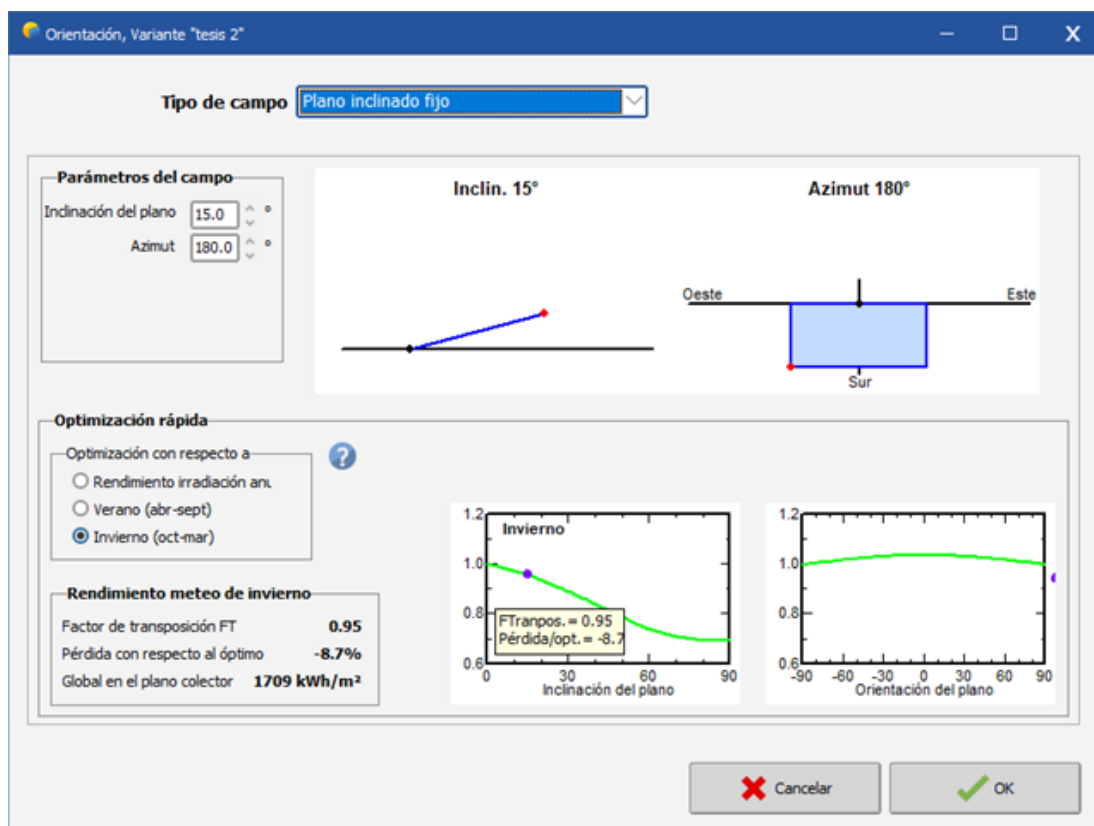 Orientación, Variante "tesis 2"
Tipo de campo Plano inclinado fijo
Parámetros del campo
Inclinación del plano 15.0 °
Azimut 180.0 °
Inclin. 15°
Azimut 180°
Oeste
Este
Sur
Optimización rápida
Optimización con respecto a
Rendimiento irradiación anu
Verano (abr-sept)
Invierno (oct-mar)
?
Rendimiento meteo de invierno
Factor de transposición FT 0.95
Pérdida con respecto al óptimo -8.7%
Global en el plano colector 1709 kWh/m²
1.2
1.0
0.8
0.6
Invierno
FTranpos. = 0.95
Pérdida/opt. = -8.7
0 30 60 90
Inclinación del plano
1.2
1.0
0.8
0.6
-90 -60 -30 0 30 60 90
Orientación del plano
Cancelar
OK